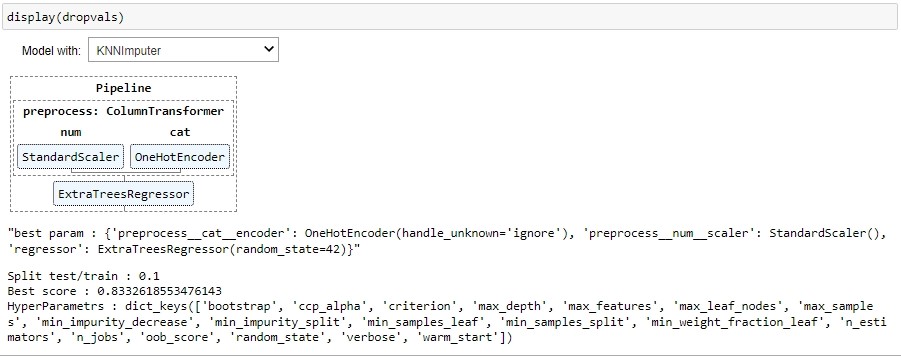 display(dropvals)
Model with: KNNImputer
Pipeline
preprocess: ColumnTransformer
num cat
StandardScaler OneHotEncoder
ExtraTreesRegressor
"best param : {'preprocess__cat__encoder': OneHotEncoder(handle_unknown='ignore'), 'preprocess__num__scaler': StandardScaler(),
'regressor': ExtraTreesRegressor(random_state=42)}"
Split test/train : 0.1
Best score : 0.8332618553476143
HyperParametrs : dict_keys(['bootstrap', 'ccp_alpha', 'criterion', 'max_depth', 'max_features', 'max_leaf_nodes', 'max_sample
s', 'min_impurity_decrease', 'min_impurity_split', 'min_samples_leaf', 'min_samples_split', 'min_weight_fraction_leaf', 'n_est
imators', 'n_jobs', 'oob_score', 'random_state', 'verbose', 'warm_start'])